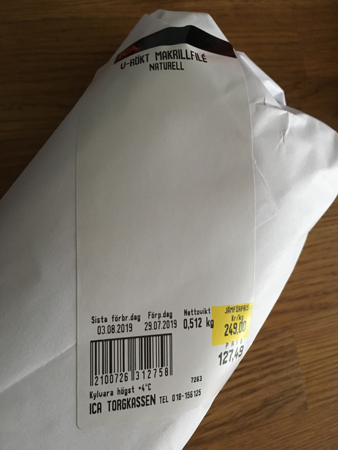 V-RÖKT MAKRILLFILÉ
NATURELL
Sista förbr.dag Förp.dag Nettovikt JÄMFÖRPRIS
Kr/kg
03.08.2019 29.07.2019 0,512 kg 249.00
PRIS
127.49
2100726 312758
7263
Kylvara högst +4°C
ICA TORGKASSEN TEL 018-156125